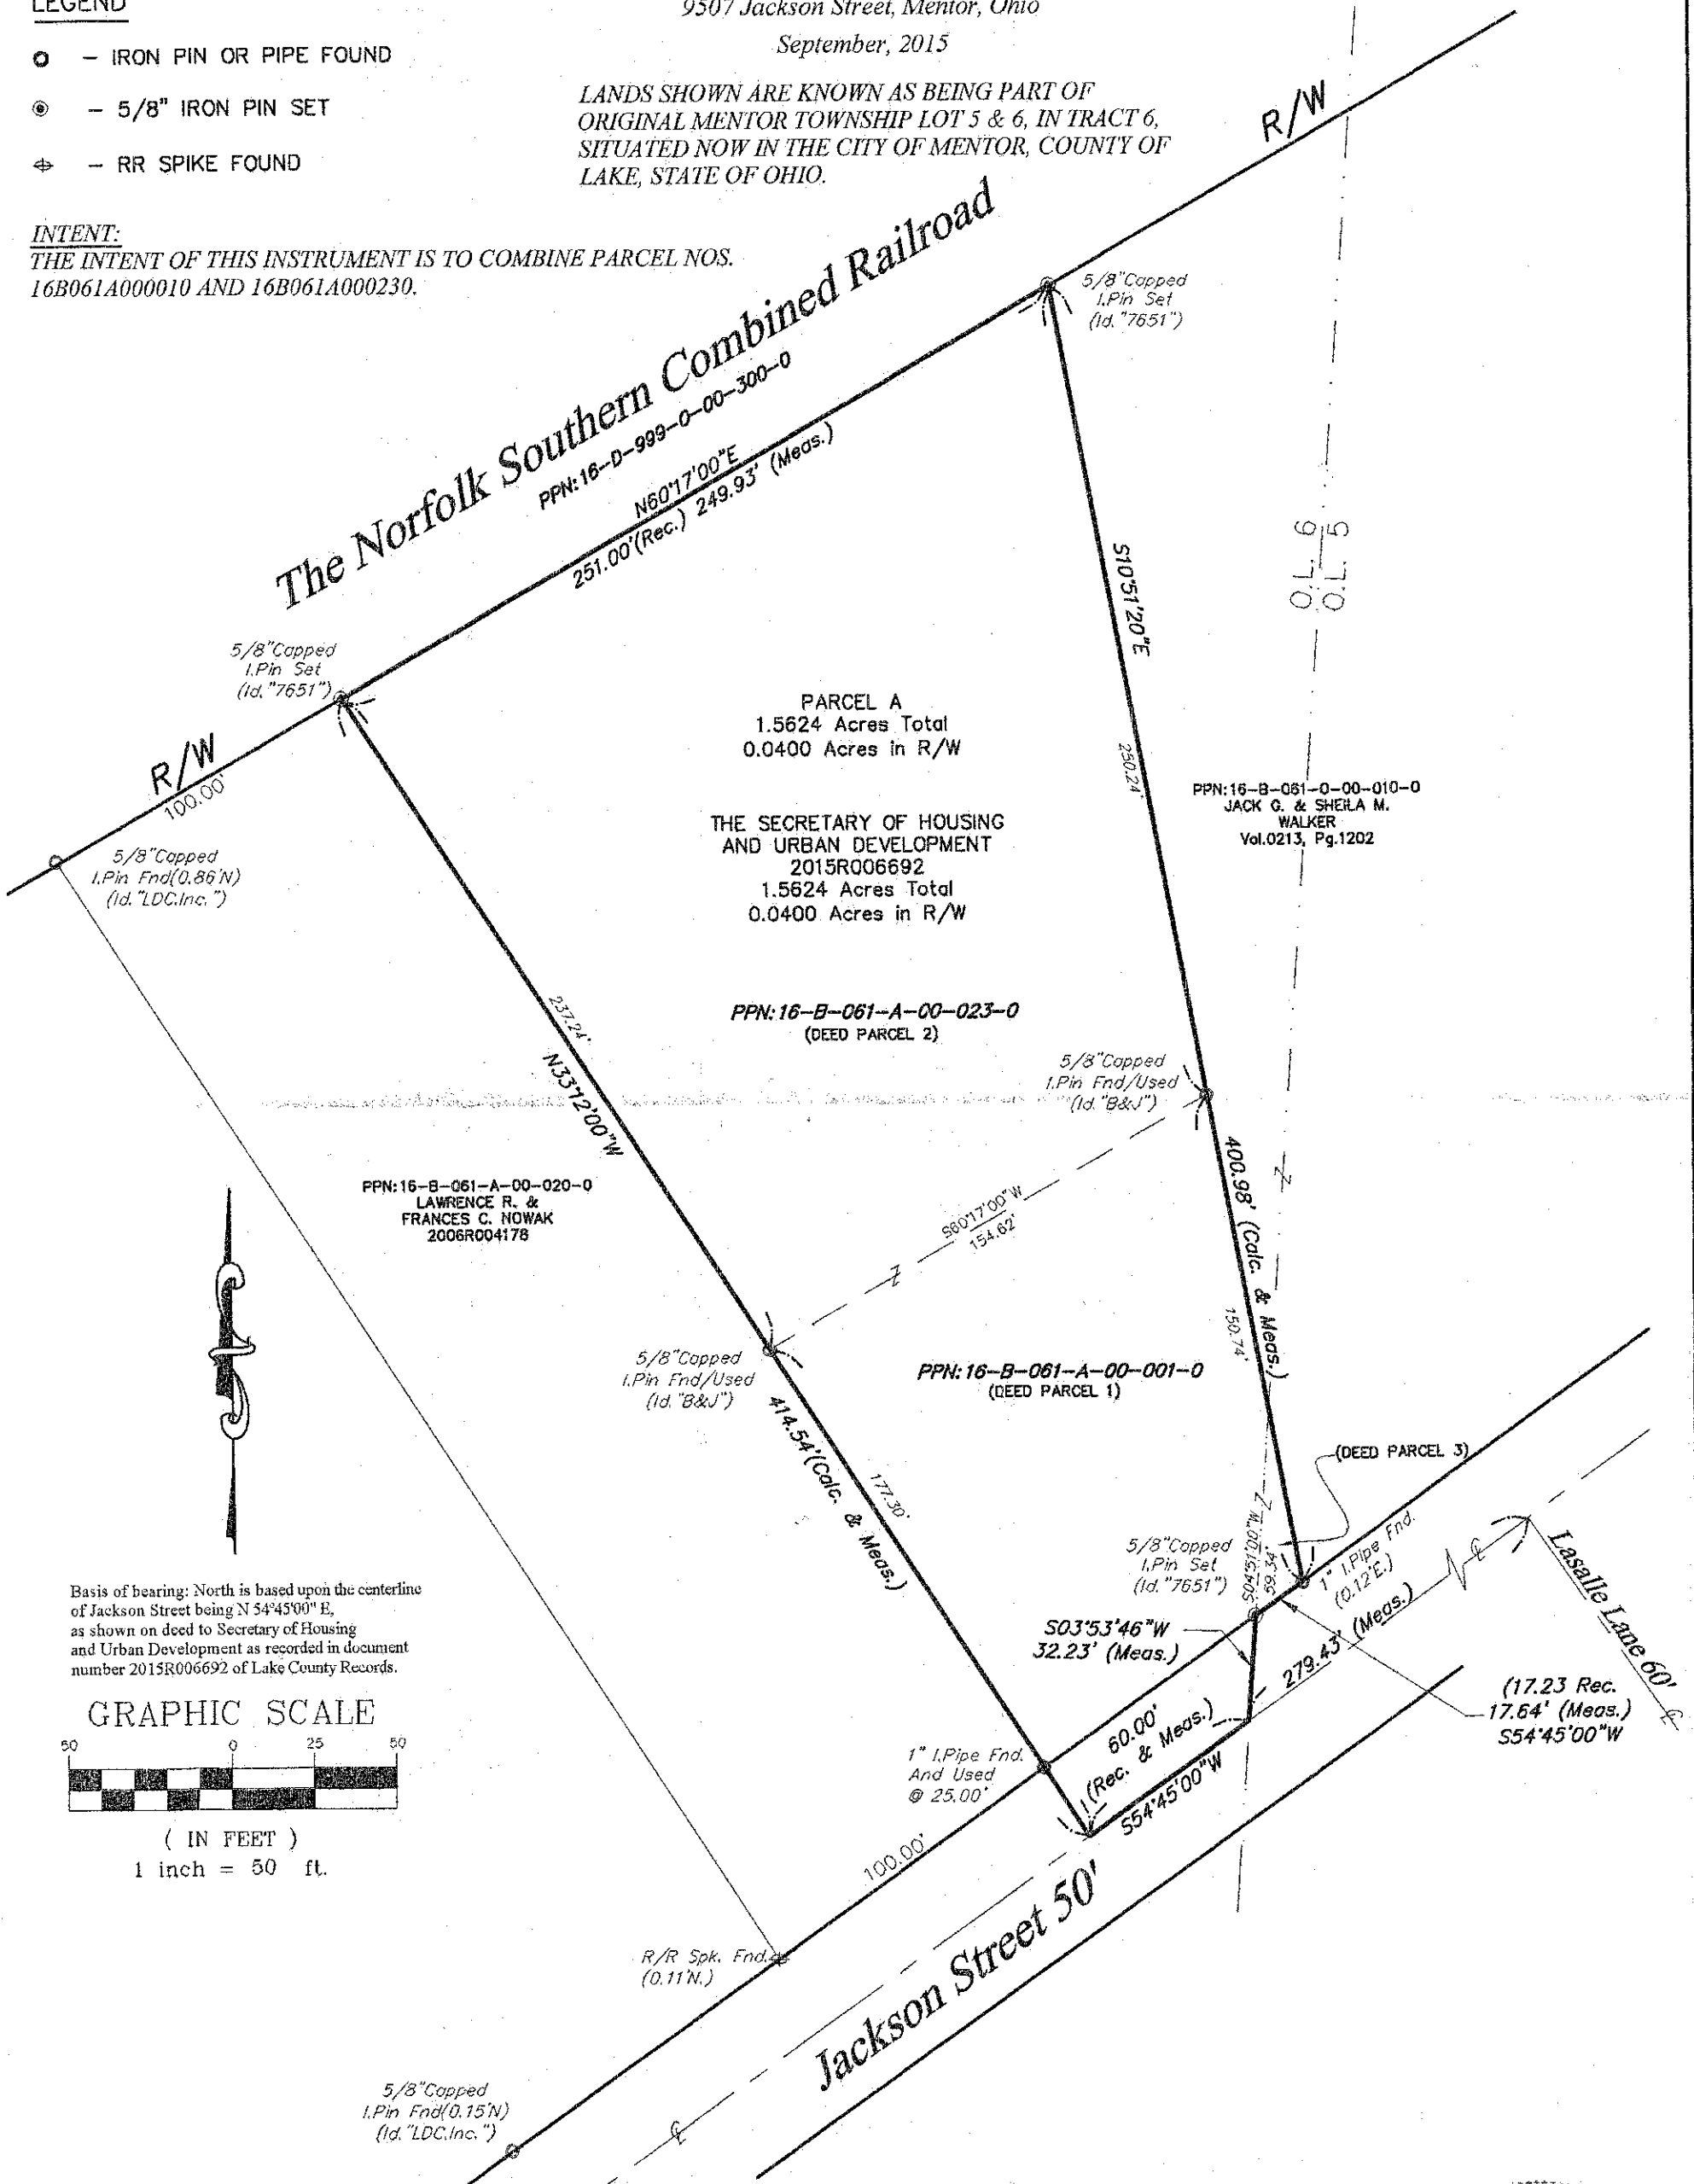 LEGEND
– IRON PIN OR PIPE FOUND
– 5/8" IRON PIN SET
– RR SPIKE FOUND
INTENT:
THE INTENT OF THIS INSTRUMENT IS TO COMBINE PARCEL NOS.
16B061A000010 AND 16B061A000230.
9507 Jackson Street, Mentor, Ohio
September, 2015
LANDS SHOWN ARE KNOWN AS BEING PART OF
ORIGINAL MENTOR TOWNSHIP LOT 5 & 6, IN TRACT 6,
SITUATED NOW IN THE CITY OF MENTOR, COUNTY OF
LAKE, STATE OF OHIO.
R/W
The Norfolk Southern Combined Railroad
PPN:16-D-999-0-00-300-0
N60°17'00"E
251.00'(Rec.) 249.93' (Meas.)
5/8"Capped
I.Pin Set
(Id."7651")
S10°51'20"E
O.L. 6
O.L. 5
5/8"Capped
I.Pin Set
(Id."7651")
R/W
100.00'
5/8"Capped
I.Pin Fnd(0.86'N)
(Id."LDC.Inc.")
PARCEL A
1.5624 Acres Total
0.0400 Acres in R/W
THE SECRETARY OF HOUSING
AND URBAN DEVELOPMENT
2015R006692
1.5624 Acres Total
0.0400 Acres in R/W
250.24'
PPN:16-B-061-0-00-010-0
JACK G. & SHEILA M.
WALKER
Vol.0213, Pg.1202
PPN:16-B-061-A-00-023-0
(DEED PARCEL 2)
237.24'
N33°12'00"W
5/8"Capped
I.Pin Fnd/Used
(Id."B&J")
PPN:16-B-061-A-00-020-0
LAWRENCE R. &
FRANCES C. NOWAK
2006R004178
S60°17'00"W
154.62'
400.98' (Calc. & Meas.)
150.74'
5/8"Capped
I.Pin Fnd/Used
(Id."B&J")
PPN:16-B-061-A-00-001-0
(DEED PARCEL 1)
414.54'(Calc. & Meas.)
177.30'
(DEED PARCEL 3)
5/8"Capped
I.Pin Set
(Id."7651")
S04°51'00"W
59.34'
1" I.Pipe Fnd.
(0.12'E.)
S03°53'46"W
32.23' (Meas.)
279.43' (Meas.)
Lasalle Lane 60'
(17.23 Rec.
17.64' (Meas.)
S54°45'00"W
Basis of bearing: North is based upon the centerline
of Jackson Street being N 54°45'00" E,
as shown on deed to Secretary of Housing
and Urban Development as recorded in document
number 2015R006692 of Lake County Records.
GRAPHIC SCALE
50 0 25 50
( IN FEET )
1 inch = 50 ft.
1" I.Pipe Fnd.
And Used
@ 25.00'
60.00'
(Rec. & Meas.)
S54°45'00"W
100.00'
R/R Spk. Fnd.
(0.11'N.)
Jackson Street 50'
5/8"Capped
I.Pin Fnd(0.15'N)
(Id."LDC.Inc.")